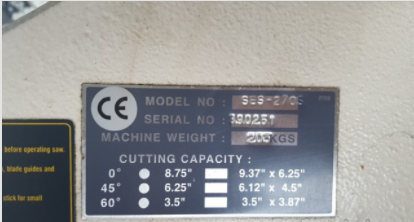 before operating saw.
, blade guides and
stick for small
CE
MODEL NO :
SERIAL NO : 390251
MACHINE WEIGHT : 205 KGS
CUTTING CAPACITY :
0° 8.75" 9.37" x 6.25"
45° 6.25" 6.12" x 4.5"
60° 3.5" 3.5" x 3.87"